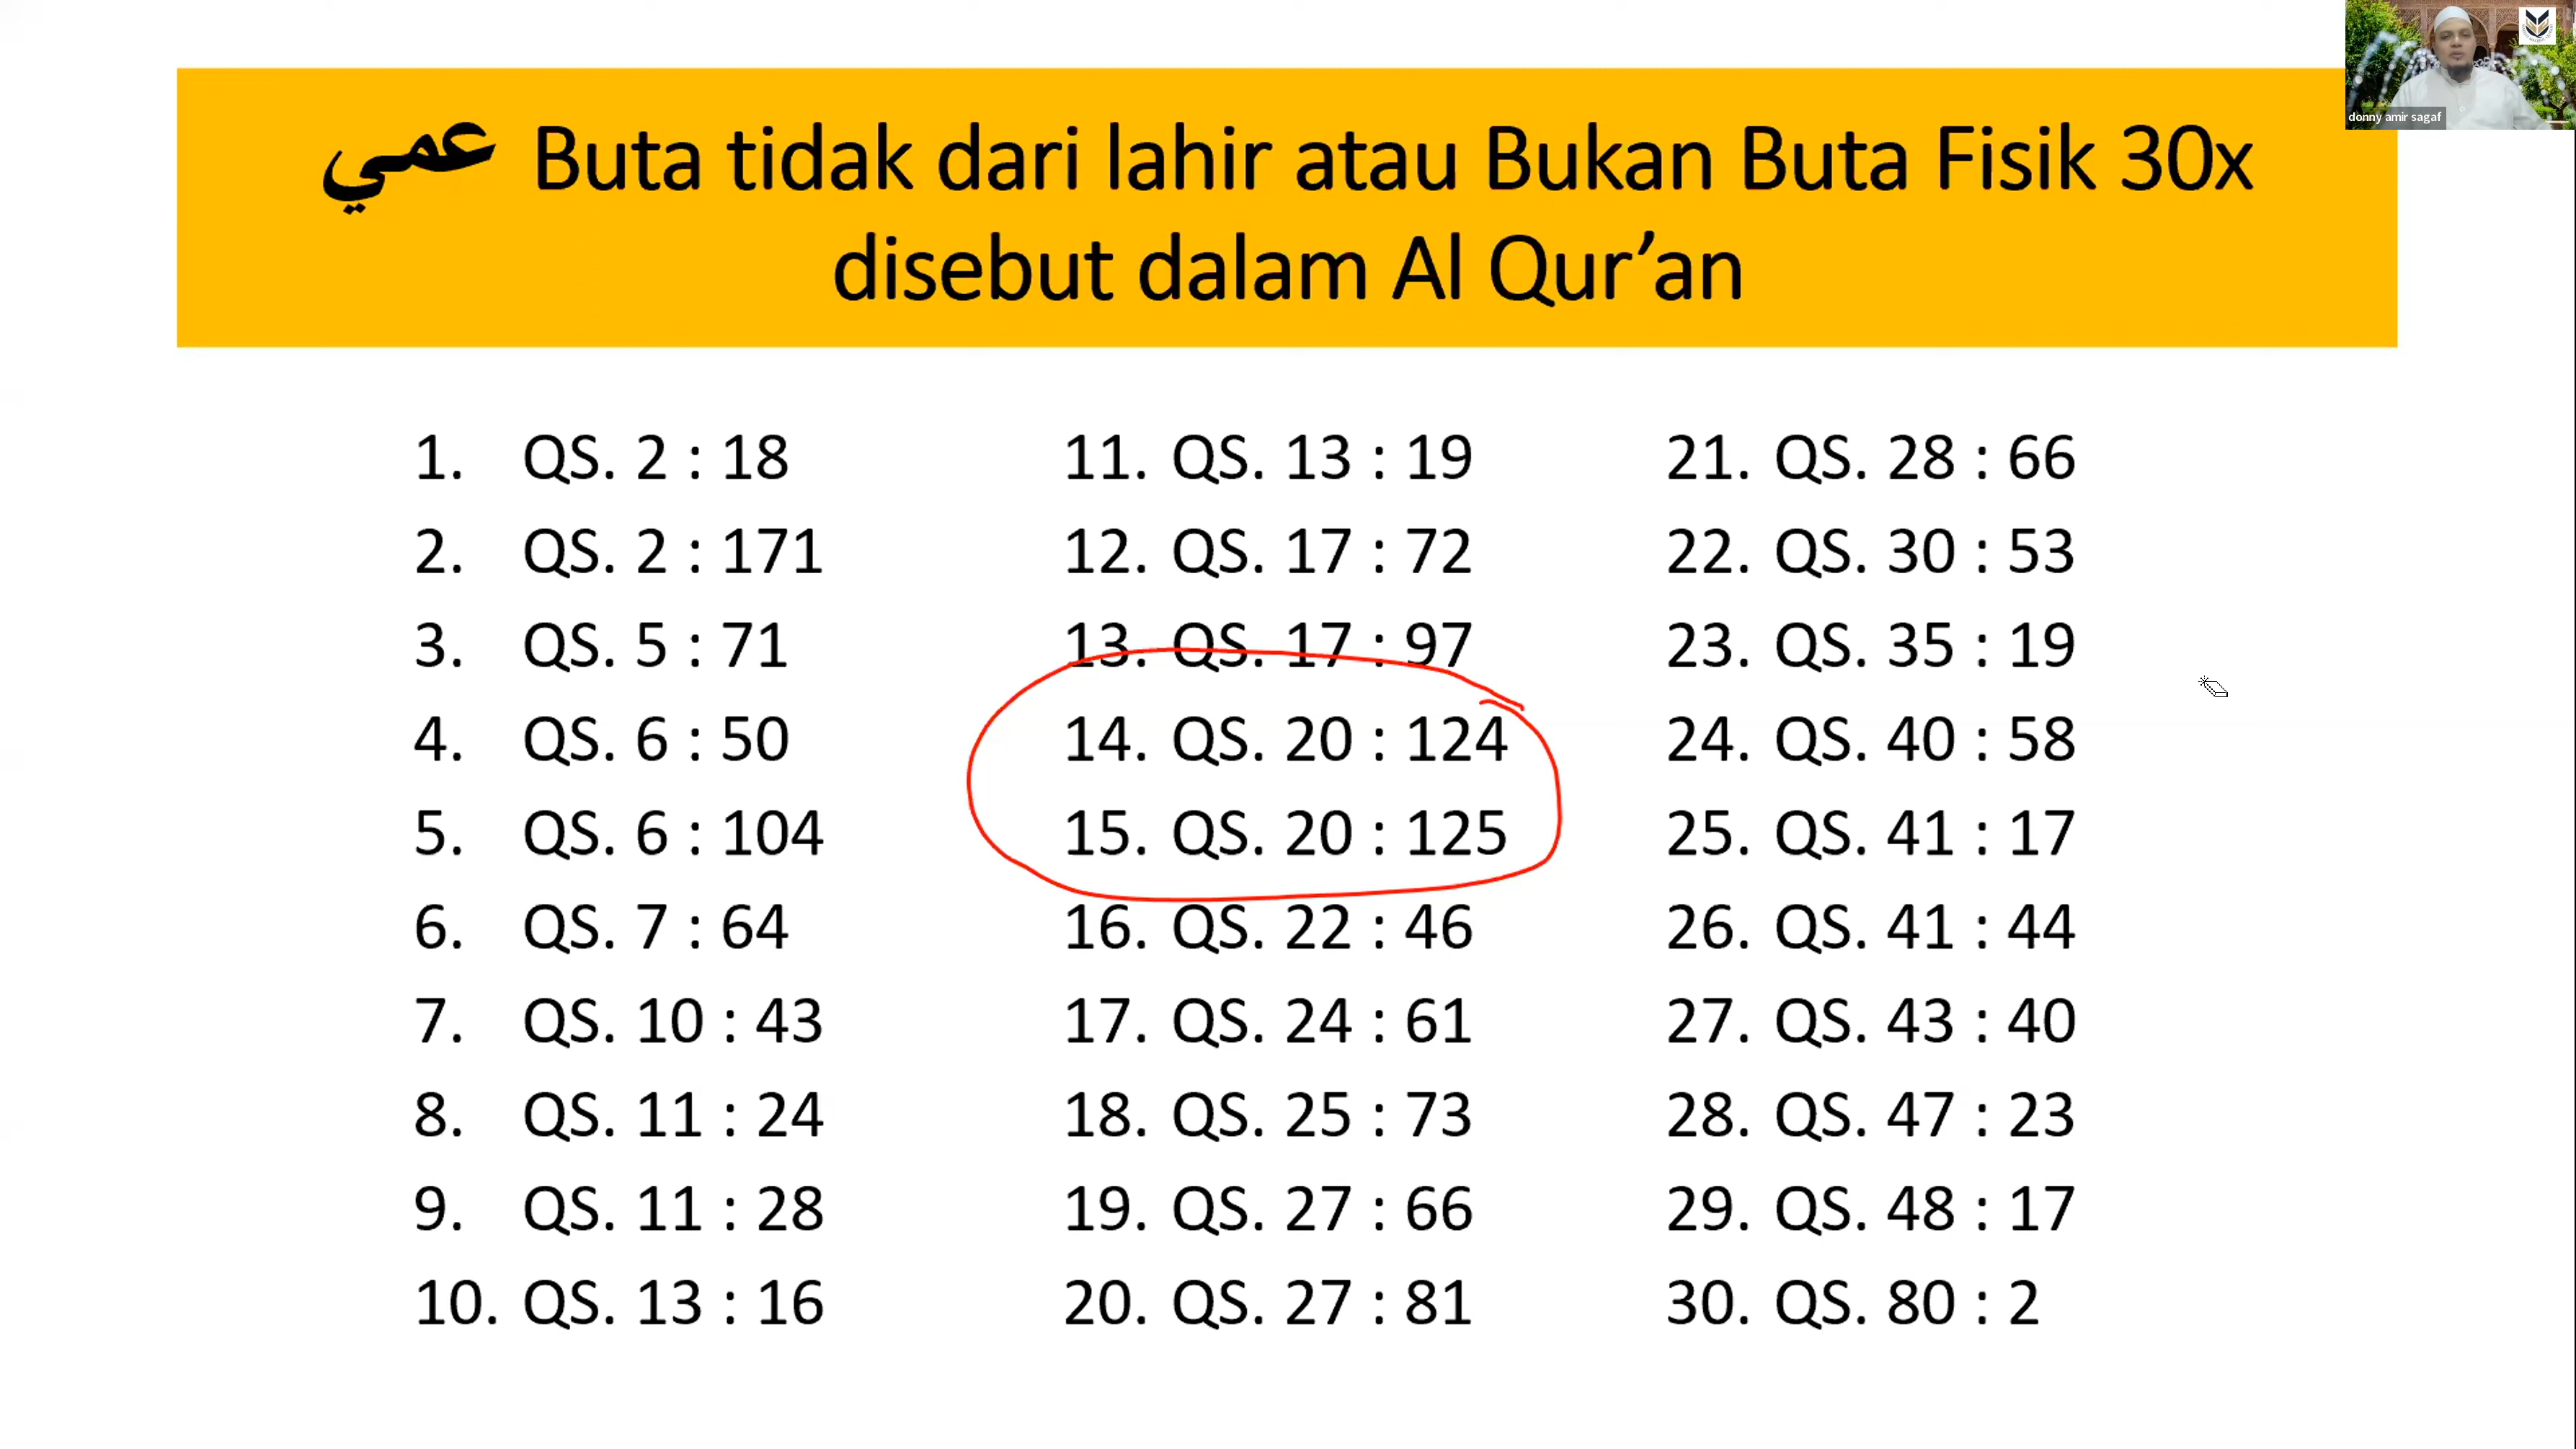 عمي Buta tidak dari lahir atau Bukan Buta Fisik 30x
disebut dalam Al Qur’an
donny amir sagaf
1. QS. 2 : 18
2. QS. 2 : 171
3. QS. 5 : 71
4. QS. 6 : 50
5. QS. 6 : 104
6. QS. 7 : 64
7. QS. 10 : 43
8. QS. 11 : 24
9. QS. 11 : 28
10. QS. 13 : 16
11. QS. 13 : 19
12. QS. 17 : 72
13. QS. 17 : 97
14. QS. 20 : 124
15. QS. 20 : 125
16. QS. 22 : 46
17. QS. 24 : 61
18. QS. 25 : 73
19. QS. 27 : 66
20. QS. 27 : 81
21. QS. 28 : 66
22. QS. 30 : 53
23. QS. 35 : 19
24. QS. 40 : 58
25. QS. 41 : 17
26. QS. 41 : 44
27. QS. 43 : 40
28. QS. 47 : 23
29. QS. 48 : 17
30. QS. 80 : 2